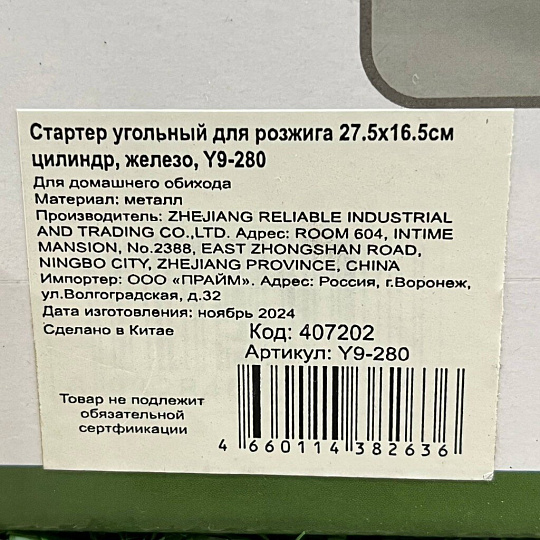 Стартер угольный для розжига 27.5х16.5см
цилиндр, железо, Y9-280
Для домашнего обихода
Материал: металл
Производитель: ZHEJIANG RELIABLE INDUSTRIAL
AND TRADING CO.,LTD. Адрес: ROOM 604, INTIME
MANSION, No.2388, EAST ZHONGSHAN ROAD,
NINGBO CITY, ZHEJIANG PROVINCE, CHINA
Импортер: ООО «ПРАЙМ». Адрес: Россия, г.Воронеж,
ул.Волгоградская, д.32
Дата изготовления: ноябрь 2024
Сделано в Китае
Код: 407202
Артикул: Y9-280
Товар не подлежит
обязательной
сертфиикации
4 660114 382636